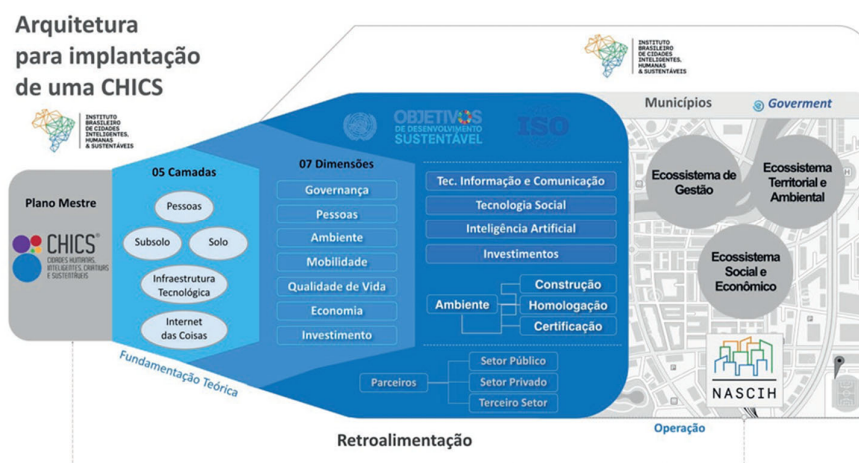 Arquitetura
para implantação
de uma CHICS
INSTITUTO
BRASILEIRO
DE CIDADES
INTELIGENTES,
HUMANAS
& SUSTENTÁVEIS
INSTITUTO
BRASILEIRO
DE CIDADES
INTELIGENTES,
HUMANAS
& SUSTENTÁVEIS
Plano Mestre
CHICS®
CIDADES HUMANAS,
INTELIGENTES, CRIATIVAS
E SUSTENTÁVEIS
05 Camadas
Pessoas
Subsolo
Solo
Infraestrutura
Tecnológica
Internet
das Coisas
Fundamentação Teórica
07 Dimensões
Governança
Pessoas
Ambiente
Mobilidade
Qualidade de Vida
Economia
Investimento
OBJETIVOS
DE DESENVOLVIMENTO
SUSTENTÁVEL
ISO
Tec. Informação e Comunicação
Tecnologia Social
Inteligência Artificial
Investimentos
Ambiente
Construção
Homologação
Certificação
Parceiros
Setor Público
Setor Privado
Terceiro Setor
Municípios
Goverment
Ecossistema de
Gestão
Ecossistema
Territorial e
Ambiental
Ecossistema
Social e
Econômico
NASCIH
Operação
Retroalimentação